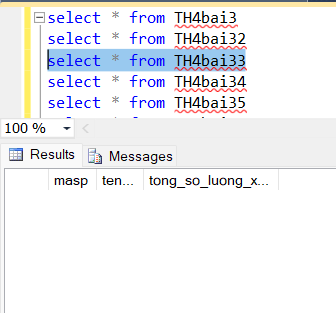 select * from TH4bai3
select * from TH4bai32
select * from TH4bai33
select * from TH4bai34
select * from TH4bai35
100 %
Results Messages
masp ten... tong_so_luong_x...